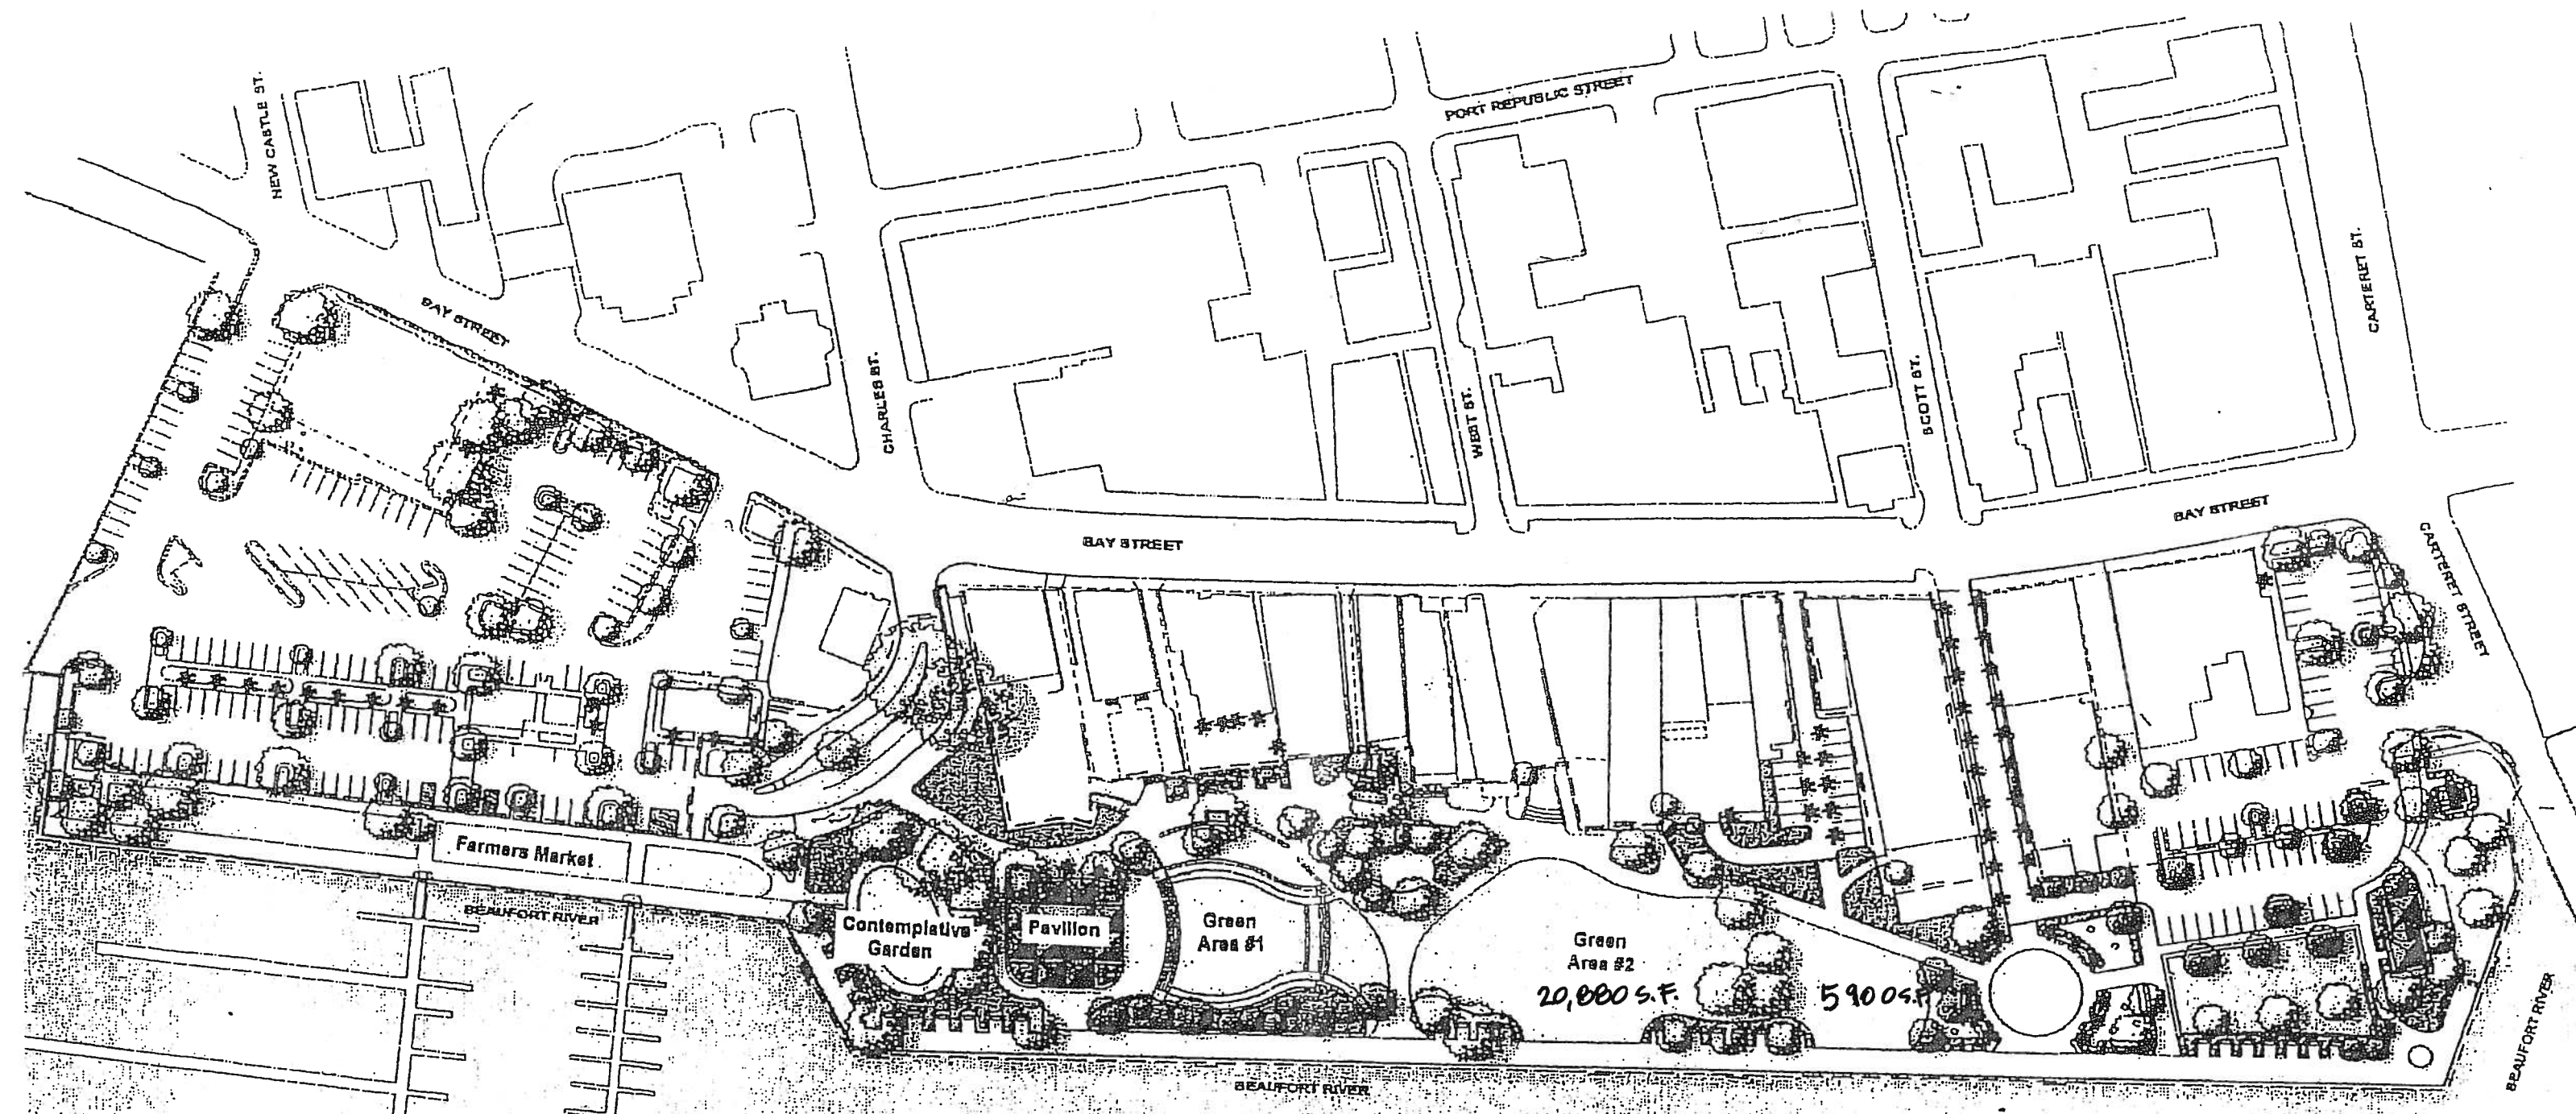 NEW CASTLE ST.
PORT REPUBLIC STREET
BAY STREET
CHARLES ST.
WEST ST.
SCOTT ST.
CARTERET ST.
BAY STREET
BAY STREET
CARTERET STREET
Farmers Market
BEAUFORT RIVER
Contemplative
Garden
Pavilion
Green
Area #1
Green
Area #2
20,880 S.F.
5900 S.F.
BEAUFORT RIVER
BEAUFORT RIVER